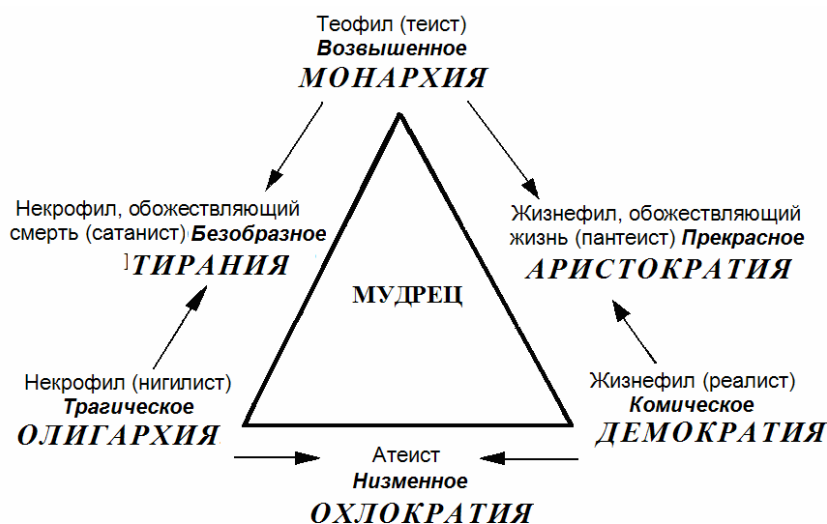 Теофил (теист)
Возвышенное
МОНАРХИЯ
Некрофил, обожествляющий
смерть (сатанист) Безобразное
]ТИРАНИЯ
Жизнефил, обожествляющий
жизнь (пантеист) Прекрасное
АРИСТОКРАТИЯ
МУДРЕЦ
Некрофил (нигилист)
Трагическое
ОЛИГАРХИЯ
Жизнефил (реалист)
Комическое
ДЕМОКРАТИЯ
Атеист
Низменное
ОХЛОКРАТИЯ